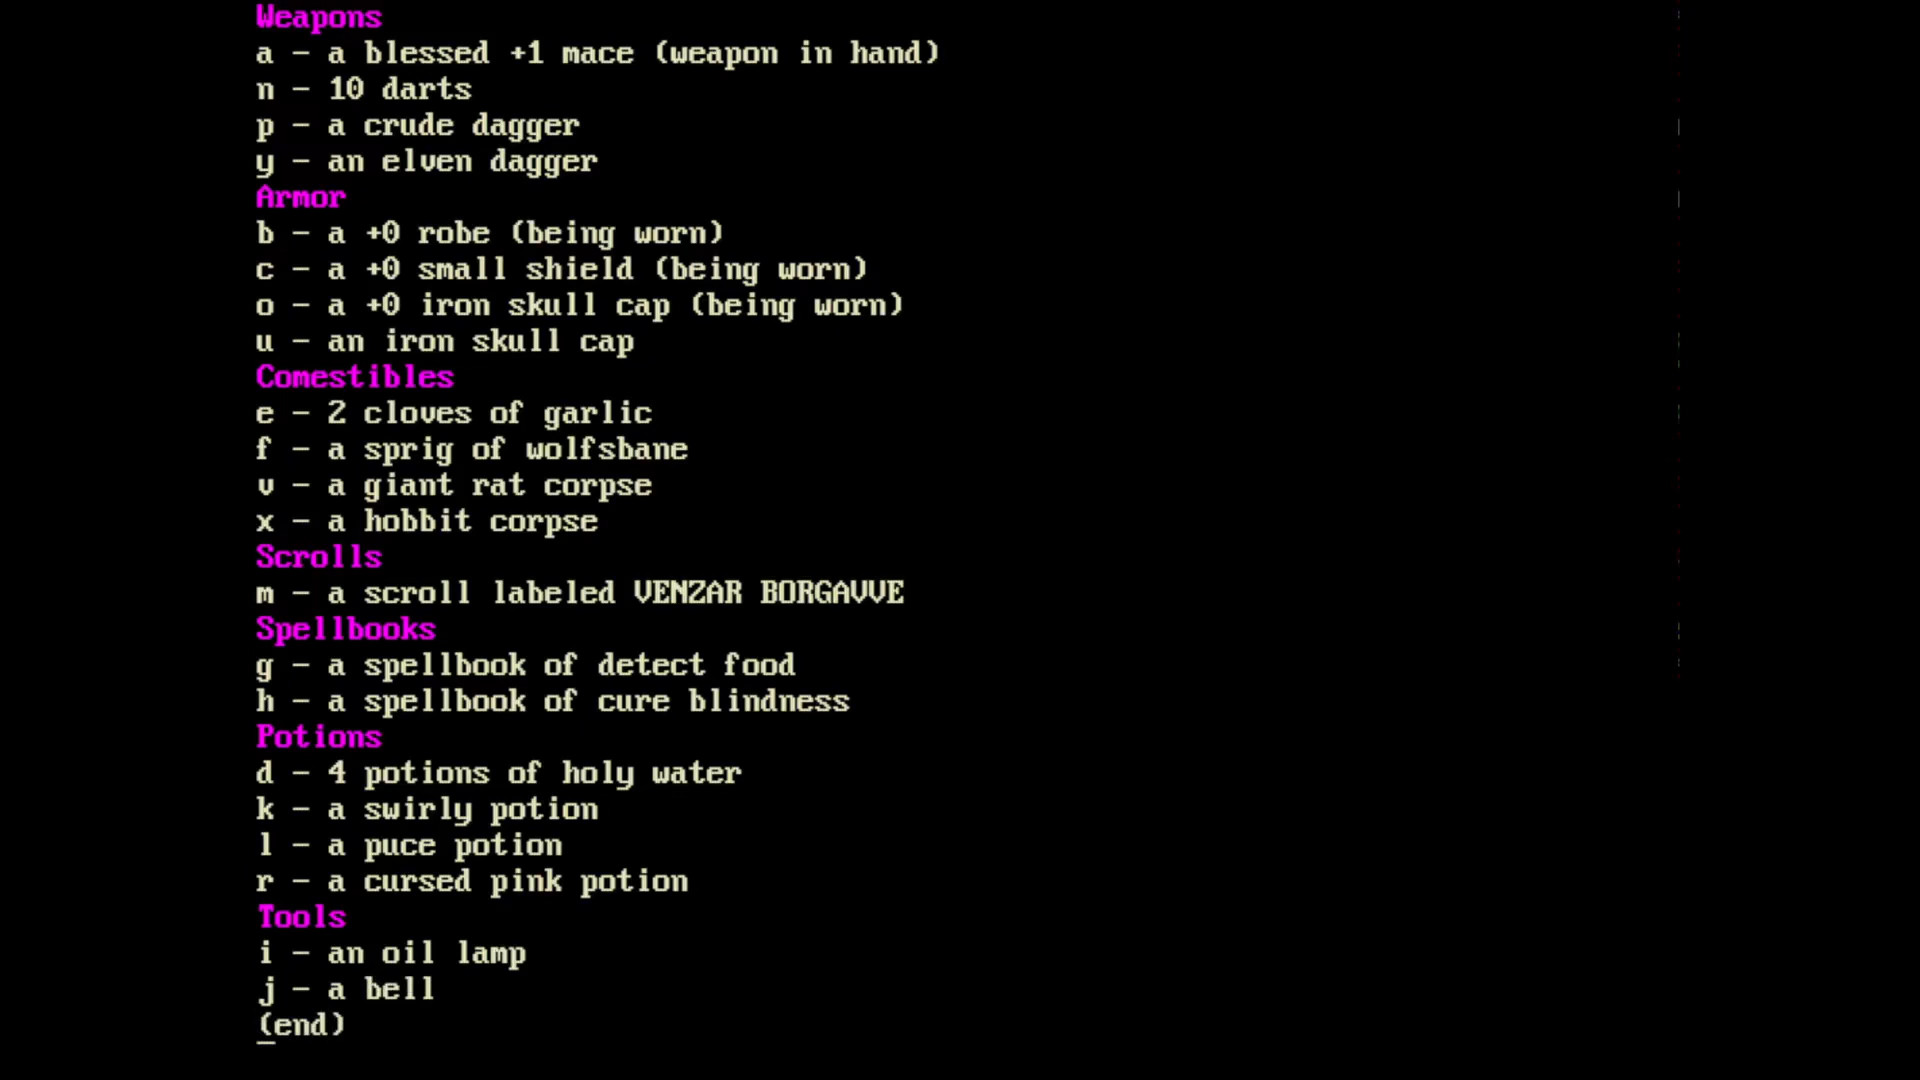 Weapons
a - a blessed +1 mace (weapon in hand)
n - 10 darts
p - a crude dagger
y - an elven dagger
Armor
b - a +0 robe (being worn)
c - a +0 small shield (being worn)
o - a +0 iron skull cap (being worn)
u - an iron skull cap
Comestibles
e - 2 cloves of garlic
f - a sprig of wolfsbane
v - a giant rat corpse
x - a hobbit corpse
Scrolls
m - a scroll labeled VENZAR BORGAVVE
Spellbooks
g - a spellbook of detect food
h - a spellbook of cure blindness
Potions
d - 4 potions of holy water
k - a swirly potion
l - a puce potion
r - a cursed pink potion
Tools
i - an oil lamp
j - a bell
(end)